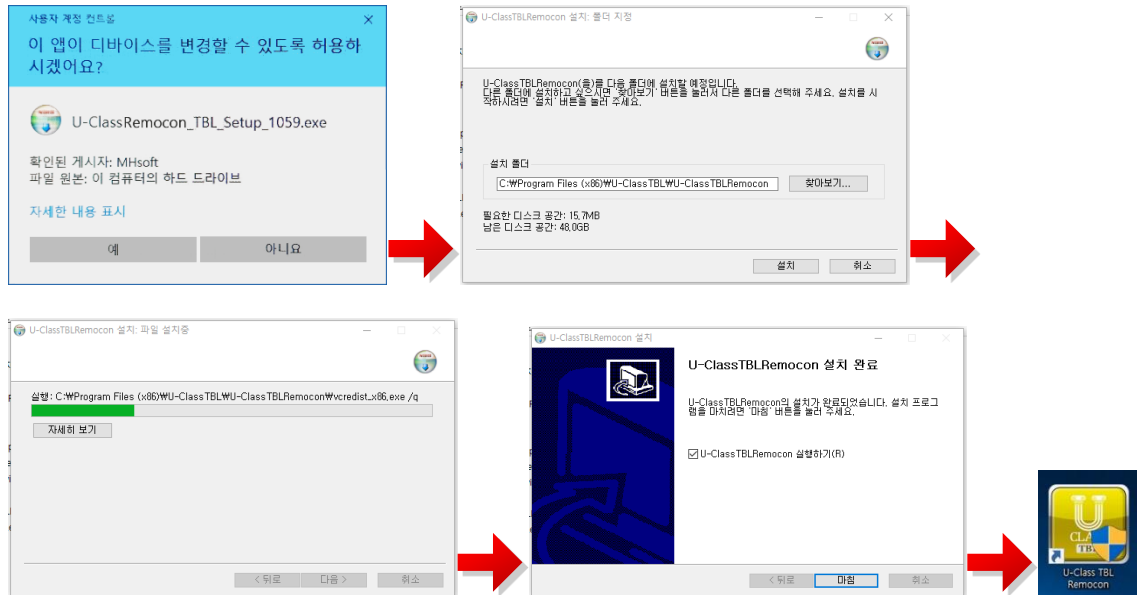 사용자 계정 컨트롤
이 앱이 디바이스를 변경할 수 있도록 허용하
시겠어요?
U-ClassRemocon_TBL_Setup_1059.exe
확인된 게시자: MHsoft
파일 원본: 이 컴퓨터의 하드 드라이브
자세한 내용 표시
예
아니요
U-ClassTBLRemocon 설치: 폴더 지정
U-ClassTBLRemocon(을)를 다음 폴더에 설치할 예정입니다.
다른 폴더에 설치하고 싶으시면 '찾아보기' 버튼을 눌러서 다른 폴더를 선택해 주세요. 설치를 시
작하시려면 '설치' 버튼을 눌러 주세요.
설치 폴더
C:₩Program Files (x86)₩U-ClassTBL₩U-ClassTBLRemocon
찾아보기...
필요한 디스크 공간: 15.7MB
남은 디스크 공간: 48.0GB
설치
취소
U-ClassTBLRemocon 설치: 파일 설치중
실행: C:₩Program Files (x86)₩U-ClassTBL₩U-ClassTBLRemocon₩vcredist_x86.exe /q
자세히 보기
< 뒤로
다음 >
취소
U-ClassTBLRemocon 설치
U-ClassTBLRemocon 설치 완료
U-ClassTBLRemocon의 설치가 완료되었습니다. 설치 프로그
램을 마치려면 '마침' 버튼을 눌러 주세요.
U-ClassTBLRemocon 실행하기(R)
< 뒤로
마침
취소
U
CLA
TBL
U-Class TBL
Remocon